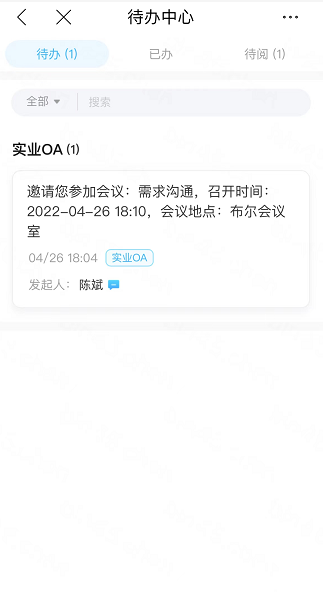 待办中心
待办 (1)
已办
待阅 (1)
全部
搜索
实业OA (1)
邀请您参加会议：需求沟通，召开时间：
2022-04-26 18:10，会议地点：布尔会议
室
04/26 18:04 实业OA
发起人： 陈斌